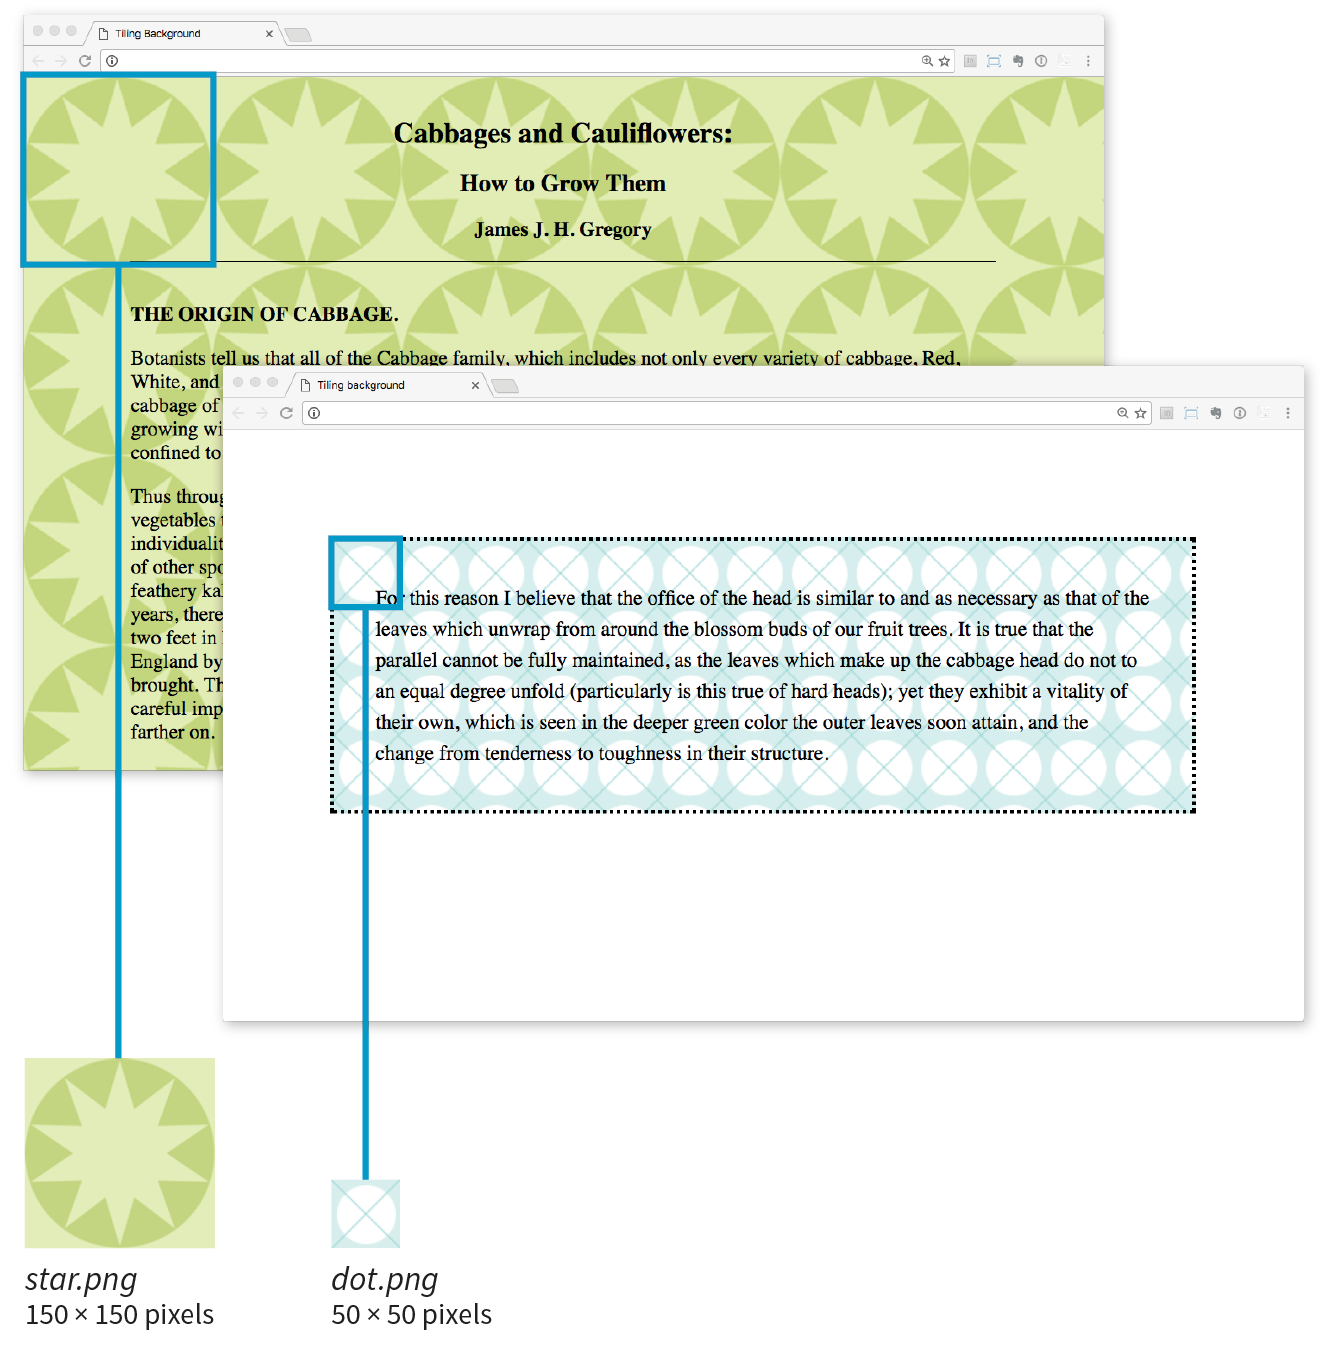 Tiling Background
Cabbages and Cauliflowers:
How to Grow Them
James J. H. Gregory
THE ORIGIN OF CABBAGE.
Botanists tell us that all of the Cabbage family, which includes not only every variety of cabbage, Red,
White, and
cabbage of
growing wi
confined to
Thus throug
vegetables t
individualit
of other spo
feathery kal
years, there
two feet in
England by
brought. Th
careful imp
farther on.
Tiling background
For this reason I believe that the office of the head is similar to and as necessary as that of the
leaves which unwrap from around the blossom buds of our fruit trees. It is true that the
parallel cannot be fully maintained, as the leaves which make up the cabbage head do not to
an equal degree unfold (particularly is this true of hard heads); yet they exhibit a vitality of
their own, which is seen in the deeper green color the outer leaves soon attain, and the
change from tenderness to toughness in their structure.
star.png
150 × 150 pixels
dot.png
50 × 50 pixels